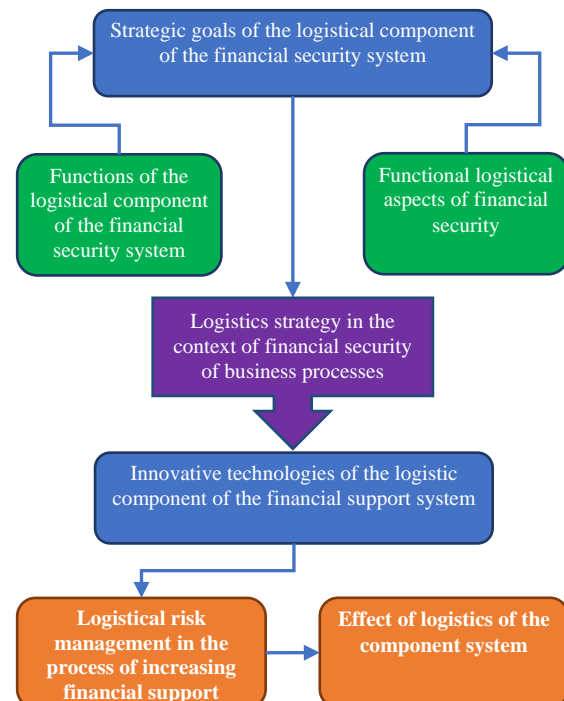 Strategic goals of the logistical component
of the financial security system
Functions of the
logistical component
of the financial
security system
Functional logistical
aspects of financial
security
Logistics strategy in the
context of financial security
of business processes
Innovative technologies of the logistic
component of the financial support system
Logistical risk
management in the
process of increasing
financial support
Effect of logistics of the
component system